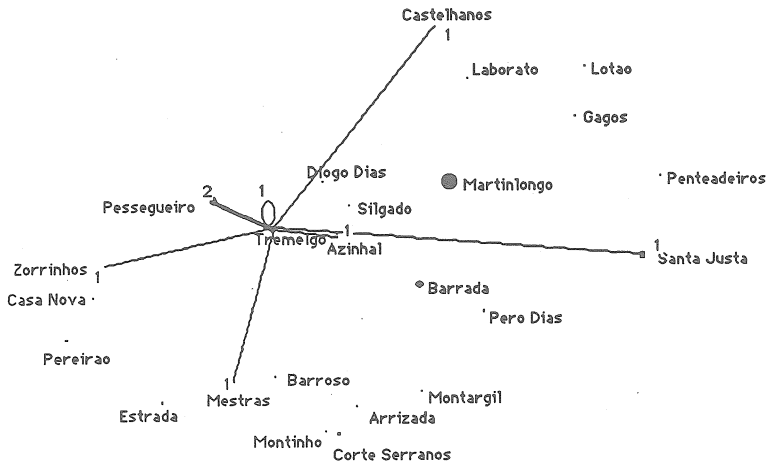 Castelhanos
1
Laborato
Lotao
Gagos
Diogo Dias
Martinlongo
Penteadeiros
2
1
Pessegueiro
Silgado
Tremelgo
1
Azinhal
1
Santa Justa
Zorrinhos
1
Casa Nova
Barrada
Pero Dias
Pereirao
1
Mestras
Barroso
Montargil
Estrada
Arrizada
Montinho
Corte Serranos